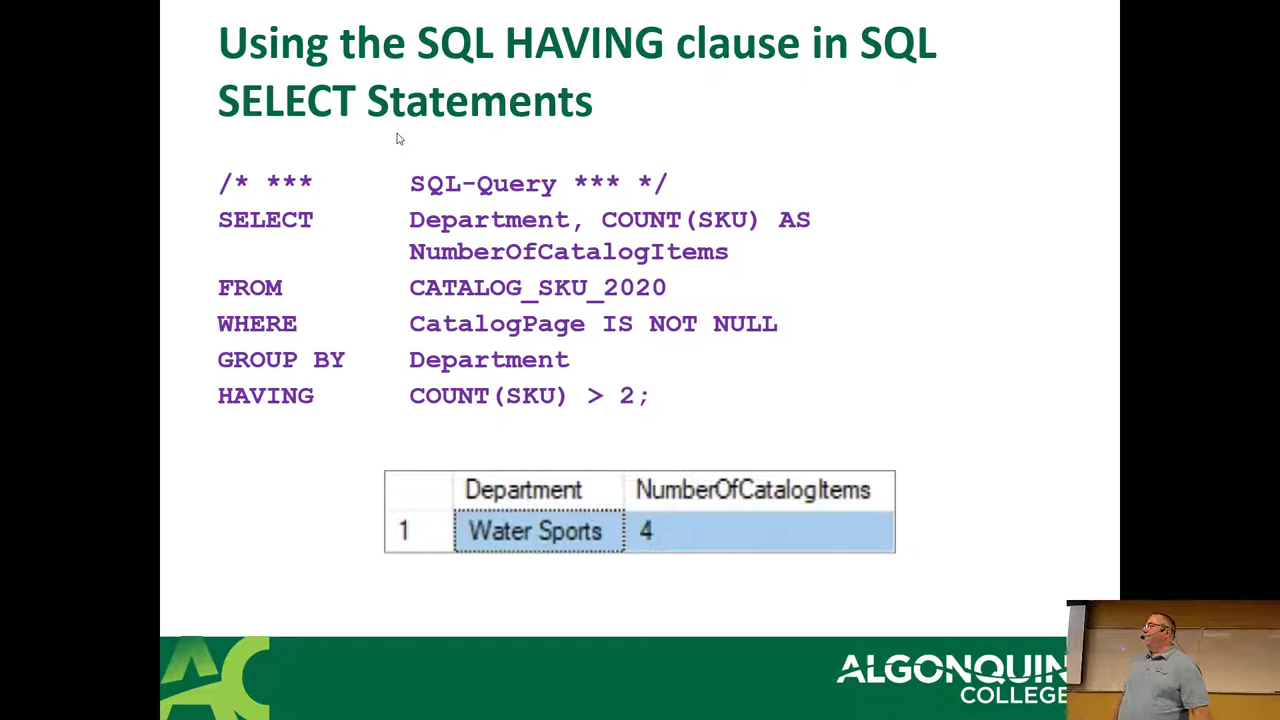 Using the SQL HAVING clause in SQL
SELECT Statements
/* *** SQL-Query *** */
SELECT Department, COUNT(SKU) AS
NumberOfCatalogItems
FROM CATALOG_SKU_2020
WHERE CatalogPage IS NOT NULL
GROUP BY Department
HAVING COUNT(SKU) > 2;
Department NumberOfCatalogItems
1 Water Sports 4
AC
ALGONQUIN
COLLEGE